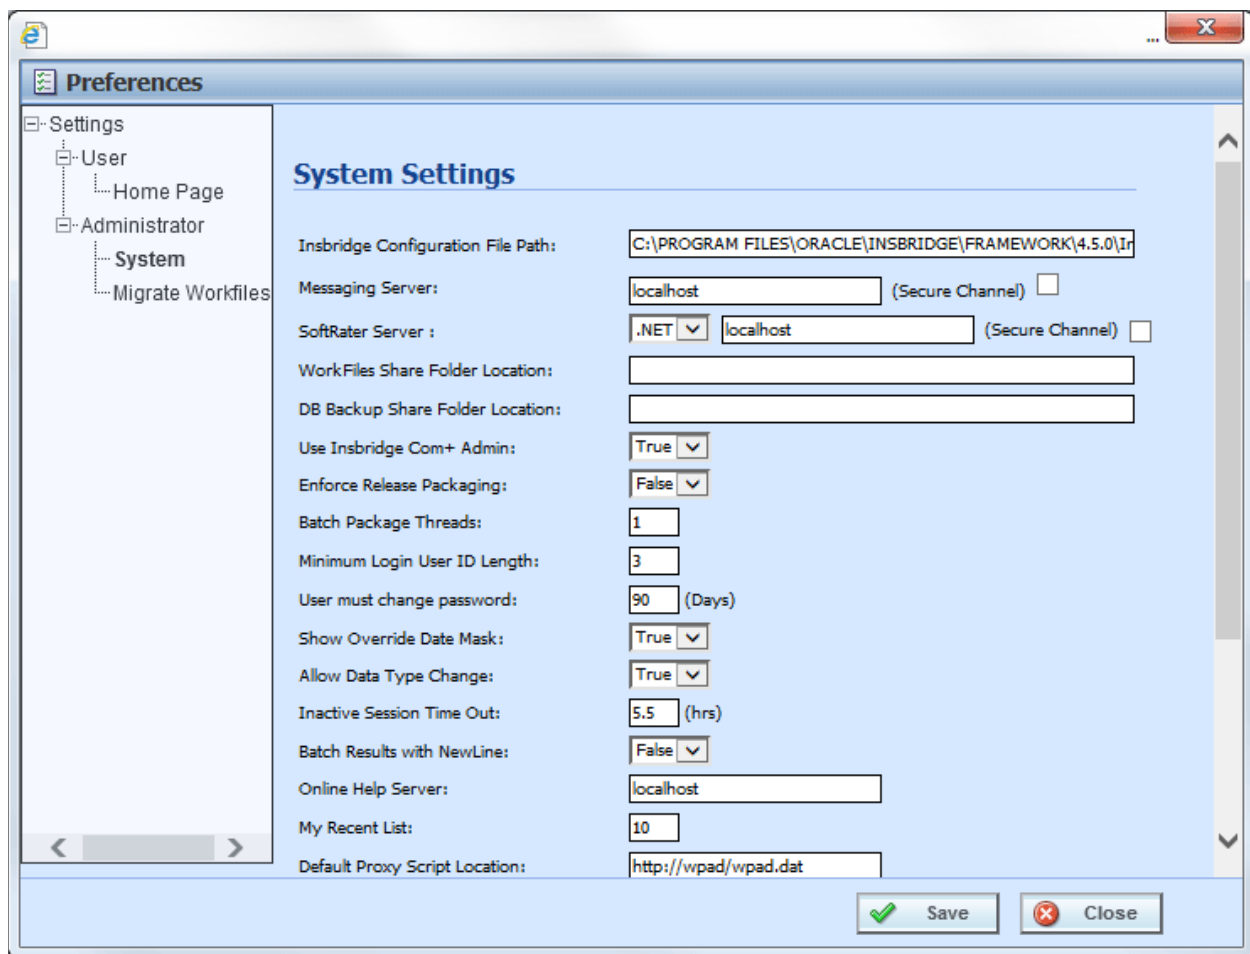 ...
Preferences
Settings
User
Home Page
Administrator
System
Migrate Workfiles
System Settings
Insbridge Configuration File Path: C:\PROGRAM FILES\ORACLE\INSBRIDGE\FRAMEWORK\4.5.0\Ir
Messaging Server: localhost (Secure Channel)
SoftRater Server : .NET localhost (Secure Channel)
WorkFiles Share Folder Location:
DB Backup Share Folder Location:
Use Insbridge Com+ Admin: True
Enforce Release Packaging: False
Batch Package Threads: 1
Minimum Login User ID Length: 3
User must change password: 90 (Days)
Show Override Date Mask: True
Allow Data Type Change: True
Inactive Session Time Out: 5.5 (hrs)
Batch Results with NewLine: False
Online Help Server: localhost
My Recent List: 10
Default Proxy Script Location: http://wpad/wpad.dat
Save Close